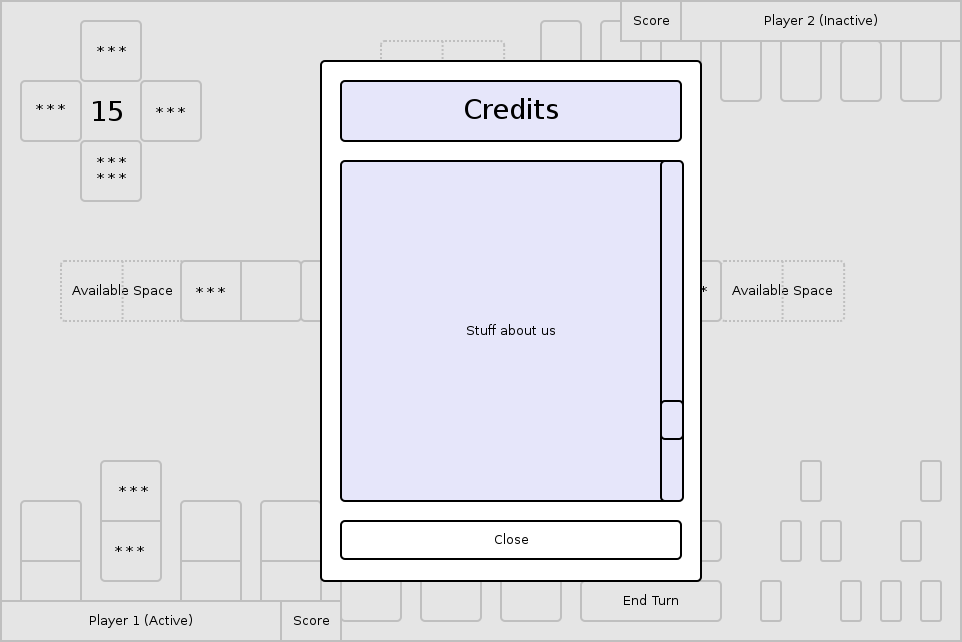 Score
Player 2 (Inactive)
***
***
15
***
***
***
Credits
Available Space
***
*
Available Space
Stuff about us
***
***
Close
End Turn
Player 1 (Active)
Score